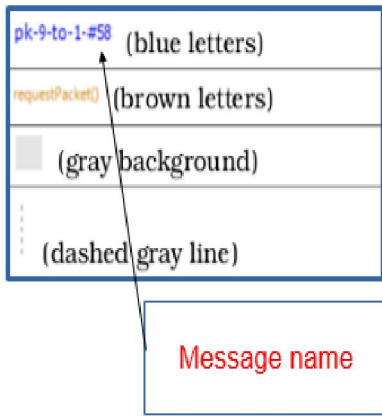 pk-9-to-1-#58 (blue letters)
requestPacket() (brown letters)
(gray background)
(dashed gray line)
Message name